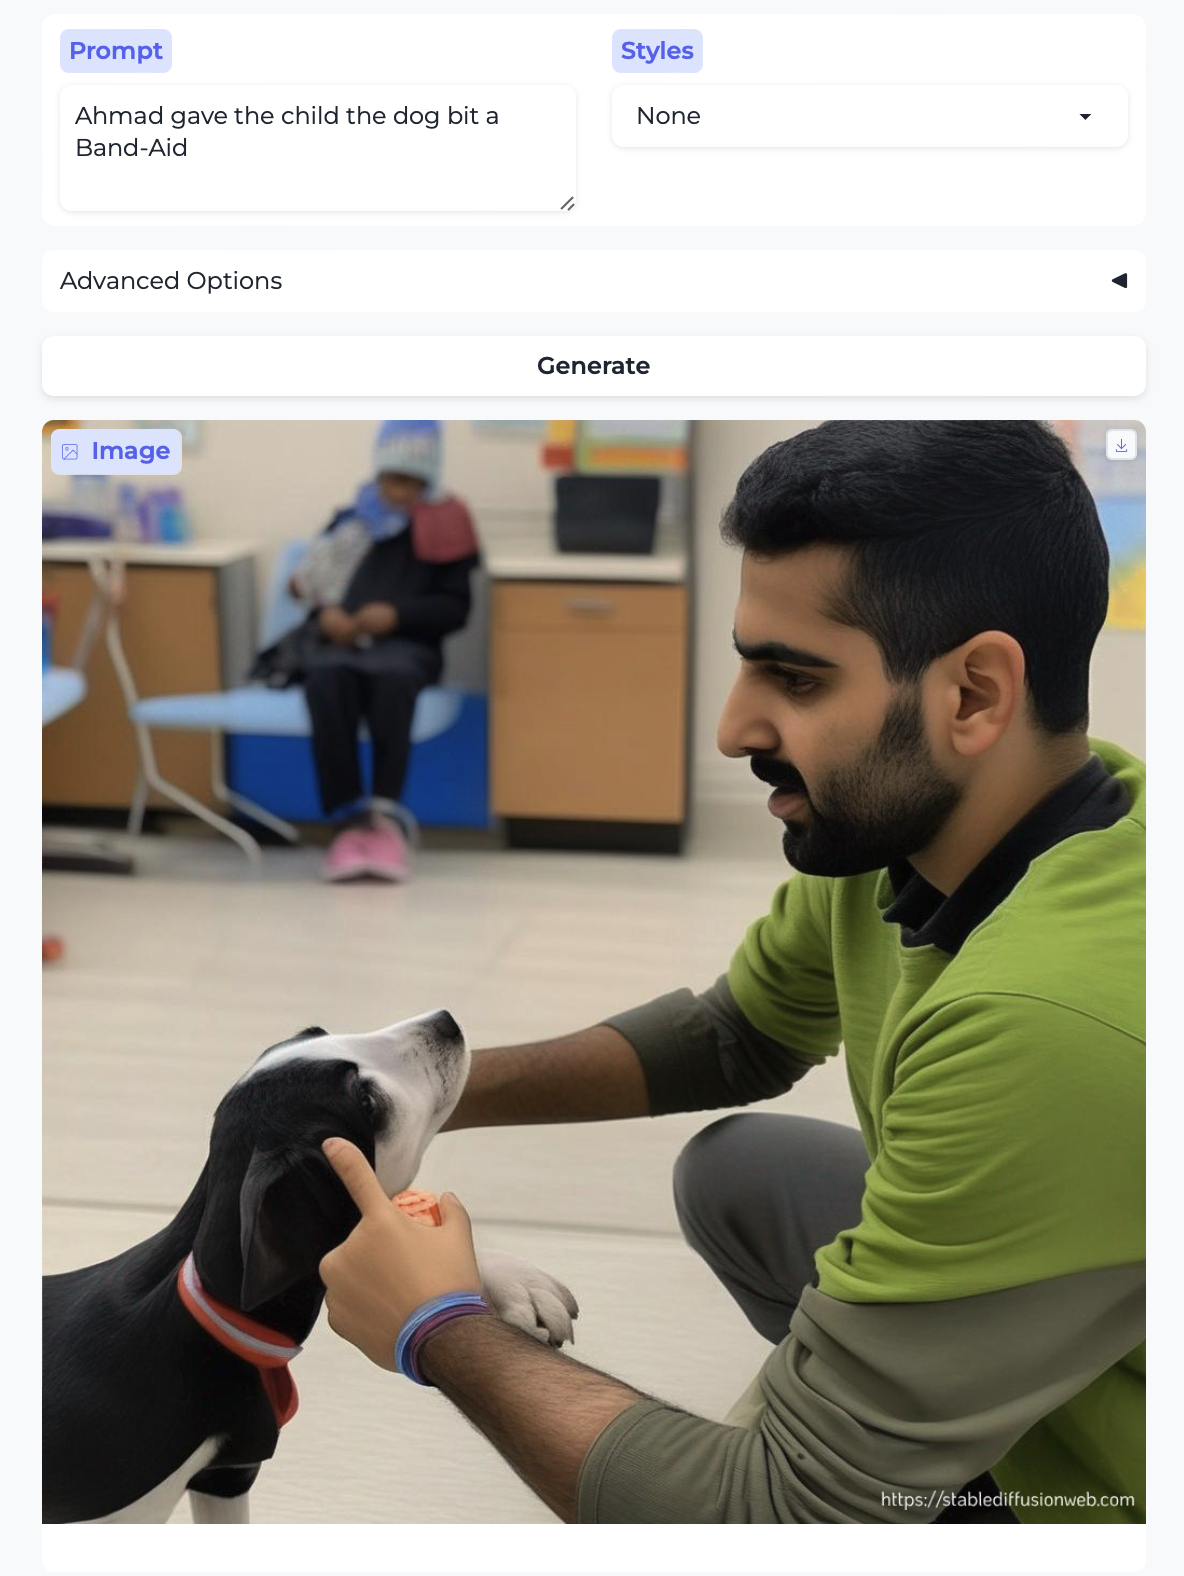 Prompt
Styles
Ahmad gave the child the dog bit a
Band-Aid
None
Advanced Options
Generate
Image
https://stablediffusionweb.com